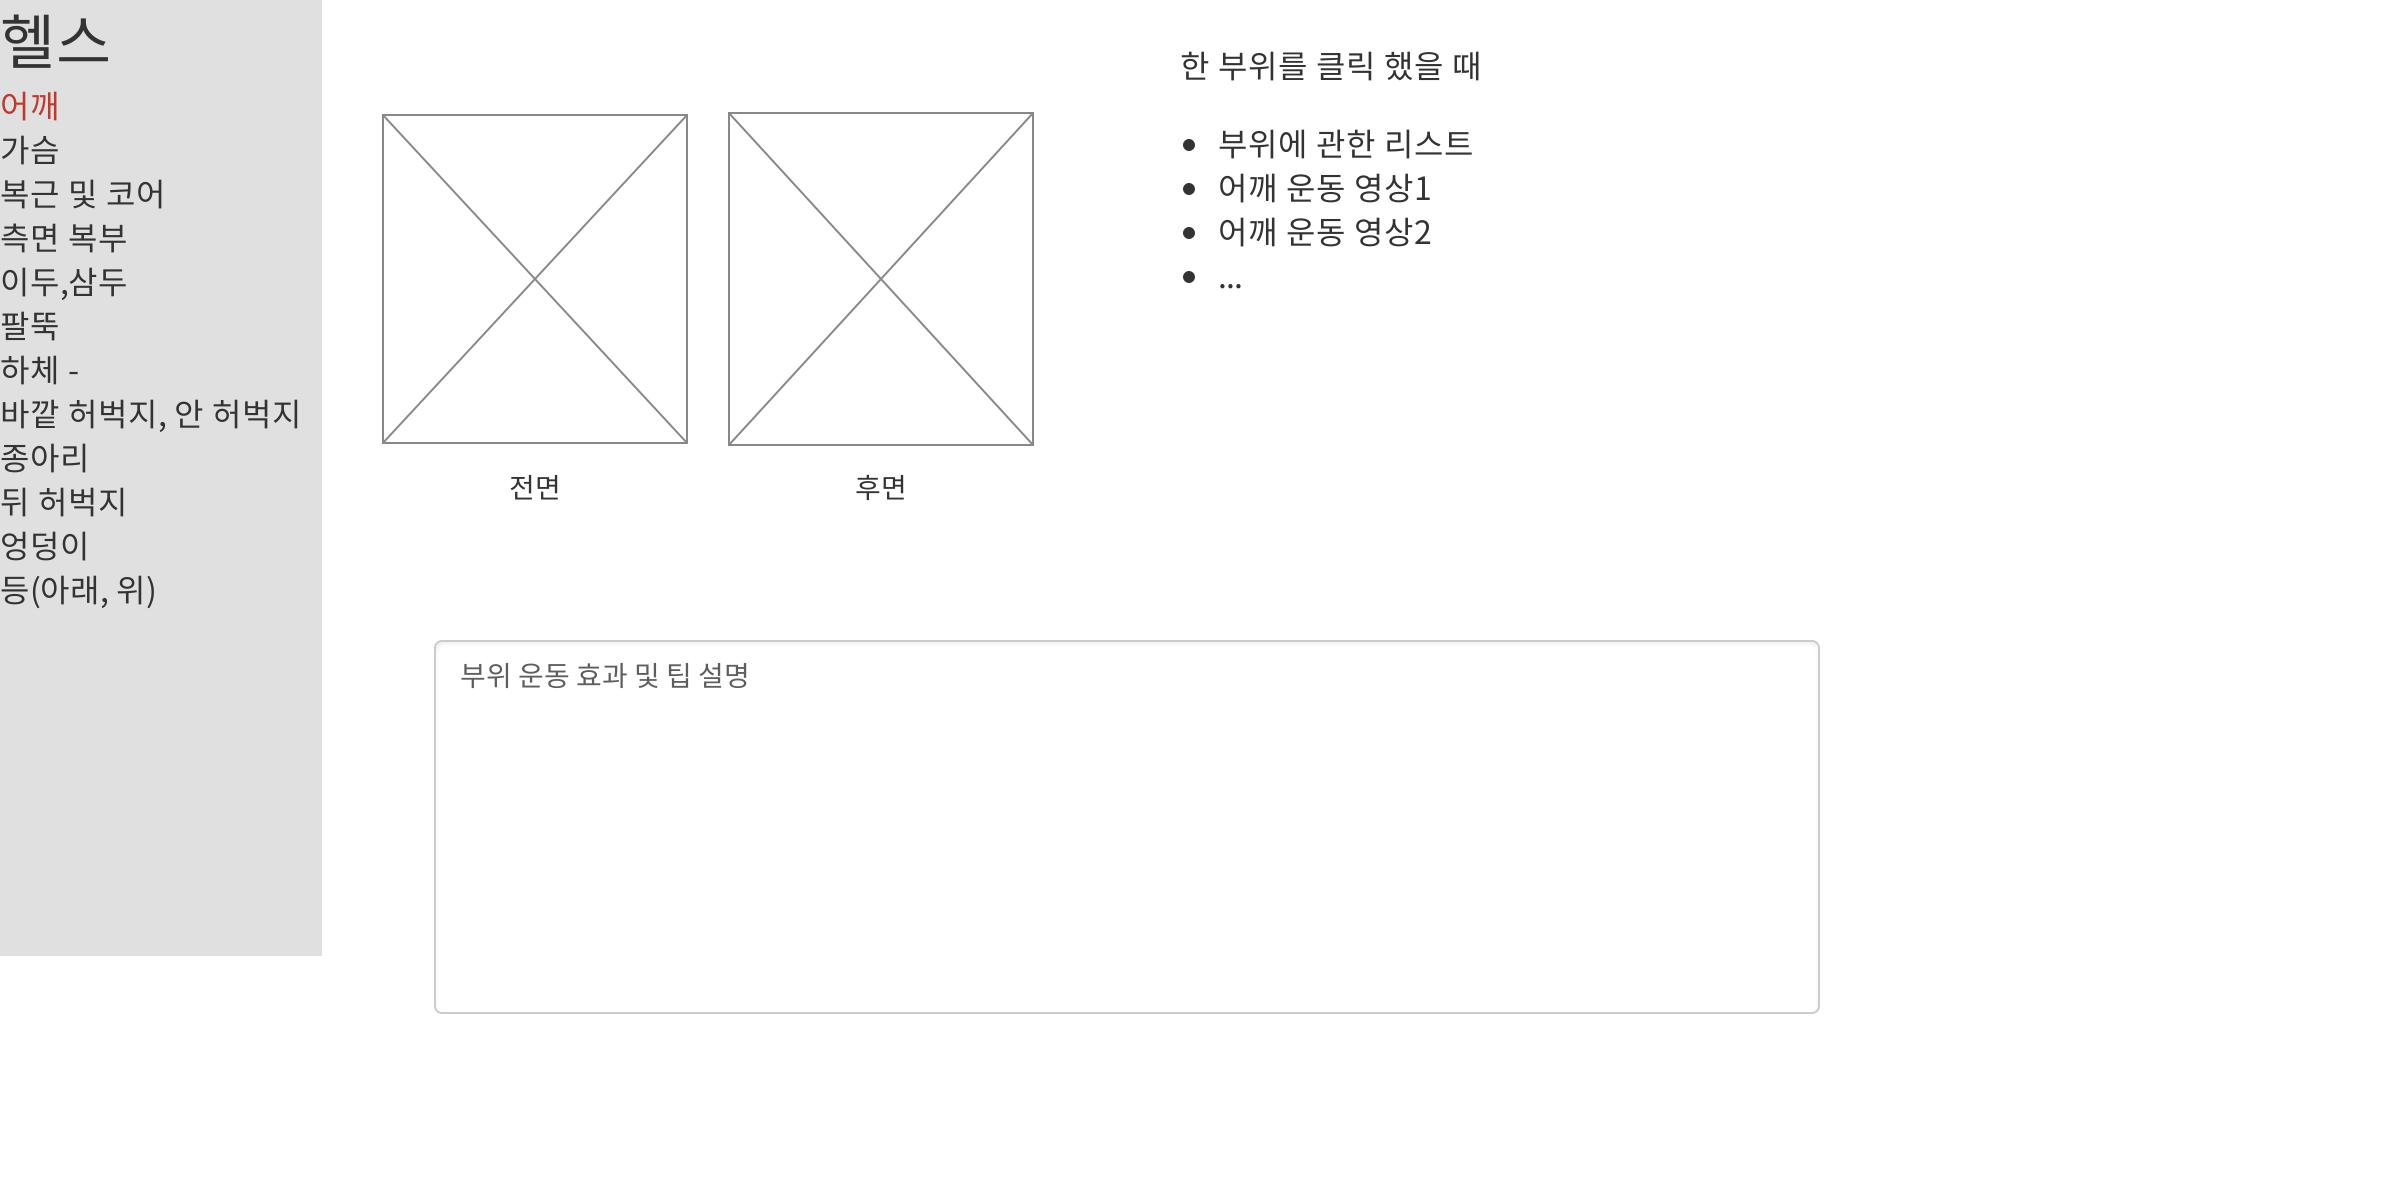 헬스
어깨
가슴
복근 및 코어
측면 복부
이두,삼두
팔뚝
하체 -
바깥 허벅지, 안 허벅지
종아리
뒤 허벅지
엉덩이
등(아래, 위)
전면
후면
한 부위를 클릭 했을 때
• 부위에 관한 리스트
• 어깨 운동 영상1
• 어깨 운동 영상2
• ...
부위 운동 효과 및 팁 설명